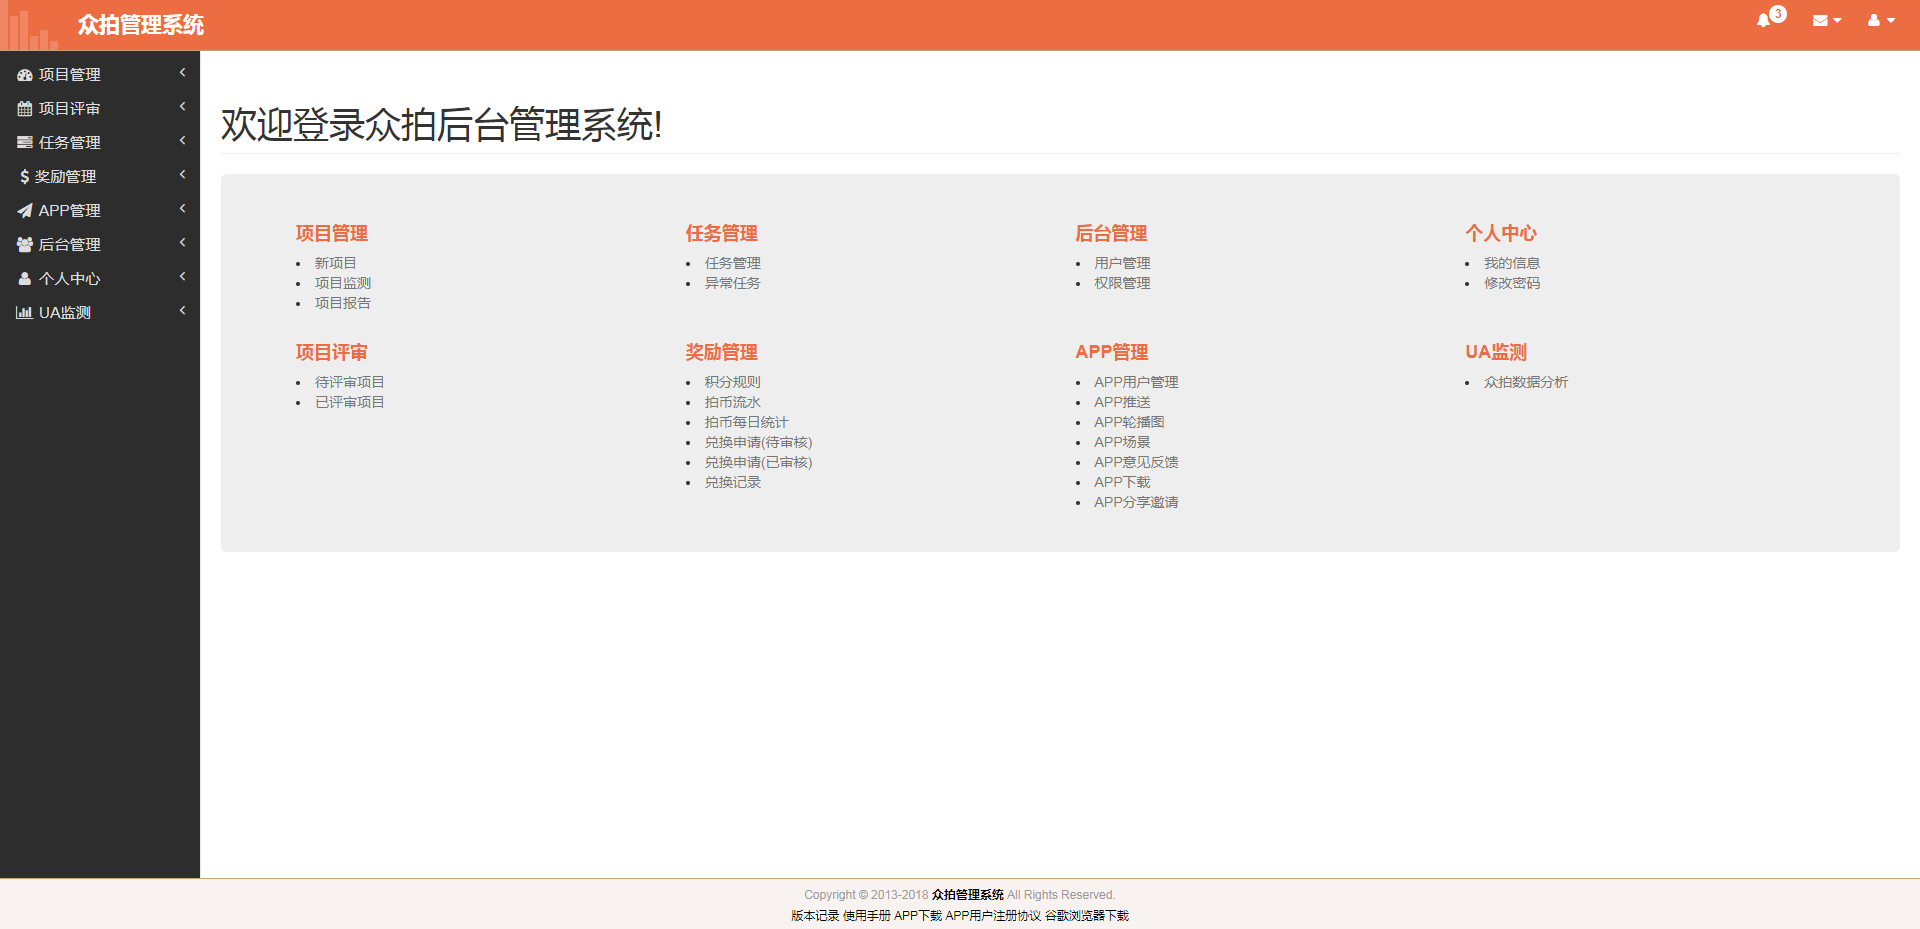 众拍管理系统
3
项目管理
项目评审
任务管理
奖励管理
APP管理
后台管理
个人中心
UA监测
欢迎登录众拍后台管理系统!
项目管理
新项目
项目监测
项目报告
任务管理
任务管理
异常任务
后台管理
用户管理
权限管理
个人中心
我的信息
修改密码
项目评审
待评审项目
已评审项目
奖励管理
积分规则
拍币流水
拍币每日统计
兑换申请(待审核)
兑换申请(已审核)
兑换记录
APP管理
APP用户管理
APP推送
APP轮播图
APP场景
APP意见反馈
APP下载
APP分享邀请
UA监测
众拍数据分析
Copyright © 2013-2018 众拍管理系统 All Rights Reserved.
版本记录 使用手册 APP下载 APP用户注册协议 谷歌浏览器下载